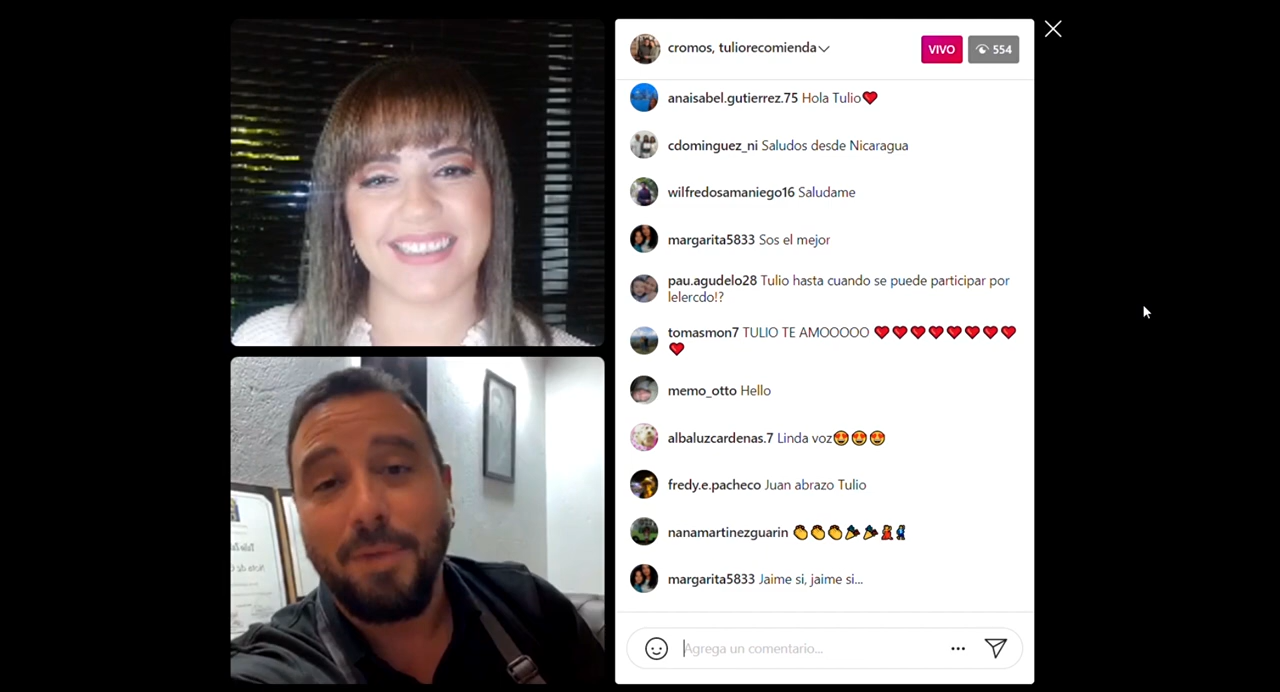 cromos, tuliorecomienda
VIVO
554
anaisabel.gutierrez.75 Hola Tulio❤️
cdominguez_ni Saludos desde Nicaragua
wilfredosamaniego16 Saludame
margarita5833 Sos el mejor
pau.agudelo28 Tulio hasta cuando se puede participar por
lelercdo!?
tomasmon7 TULIO TE AMOOOOO ❤️❤️❤️❤️❤️❤️❤️❤️
❤️
memo_otto Hello
albaluzcardenas.7 Linda voz😍😍😍
fredy.e.pacheco Juan abrazo Tulio
nanamartinezguarin 👏👏👏🎉🎉💃🕺
margarita5833 Jaime si, jaime si...
Agrega un comentario...